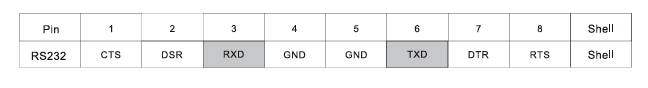 Pin 1 2 3 4 5 6 7 8 Shell
RS232 CTS DSR RXD GND GND TXD DTR RTS Shell